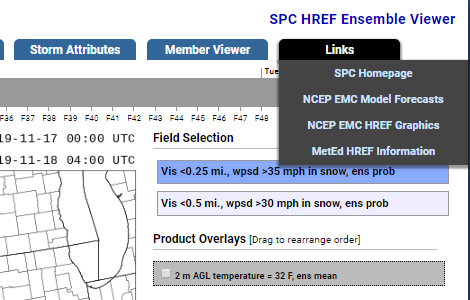 SPC HREF Ensemble Viewer
Storm Attributes Member Viewer Links
Tue
SPC Homepage
NCEP EMC Model Forecasts
NCEP EMC HREF Graphics
MetEd HREF Information
F36 F37 F38 F39 F40 F41 F42 F43 F44 F45 F46 F47 F48
19-11-17 00:00 UTC
19-11-18 04:00 UTC
Field Selection
Vis <0.25 mi., wpsd >35 mph in snow, ens prob
Vis <0.5 mi., wpsd >30 mph in snow, ens prob
Product Overlays [Drag to rearrange order]
2 m AGL temperature = 32 F, ens mean